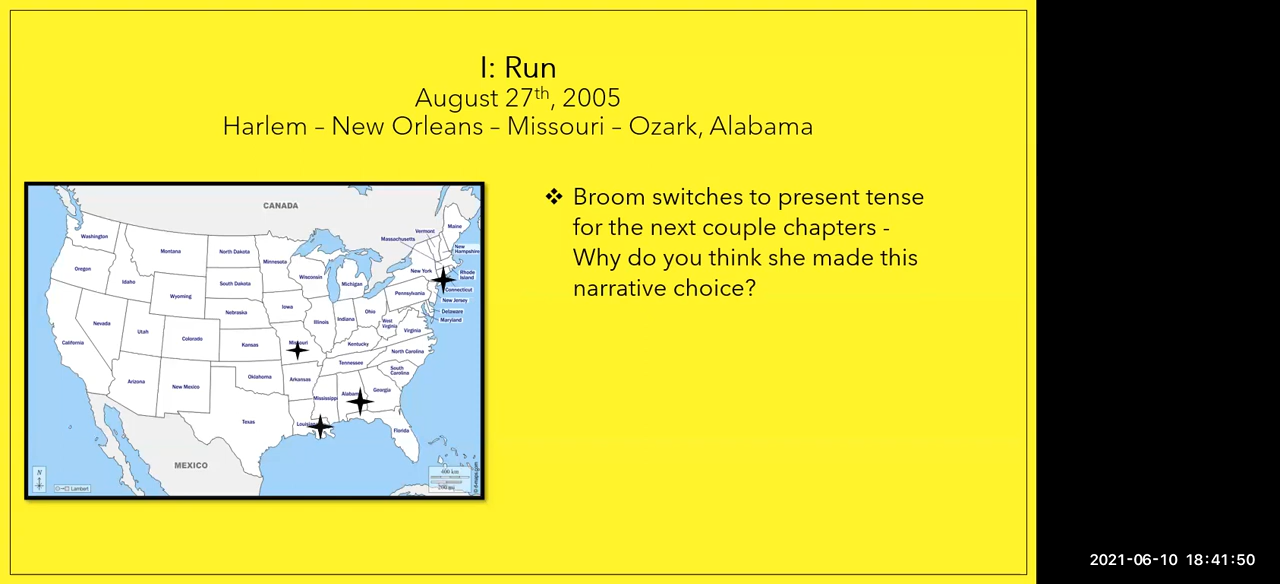 I: Run
August 27th, 2005
Harlem – New Orleans – Missouri – Ozark, Alabama
❖ Broom switches to present tense
for the next couple chapters -
Why do you think she made this
narrative choice?
CANADA
Washington
Montana
North Dakota
Minnesota
Vermont
Maine
Massachusetts
New
Hampshire
Oregon
Idaho
South Dakota
Wisconsin
Michigan
New York
Rhode
Island
Connecticut
Wyoming
Iowa
Pennsylvania
New Jersey
Nebraska
Delaware
Maryland
Nevada
Utah
Colorado
Illinois
Indiana
Ohio
West
Virginia
Virginia
California
Kansas
Missouri
Kentucky
North Carolina
Tennessee
South
Carolina
Arizona
New Mexico
Oklahoma
Arkansas
Mississippi
Alabama
Georgia
Texas
Louisiana
Florida
MEXICO
N
Lambert
400 km
200 mi
2021-06-10 18:41:50